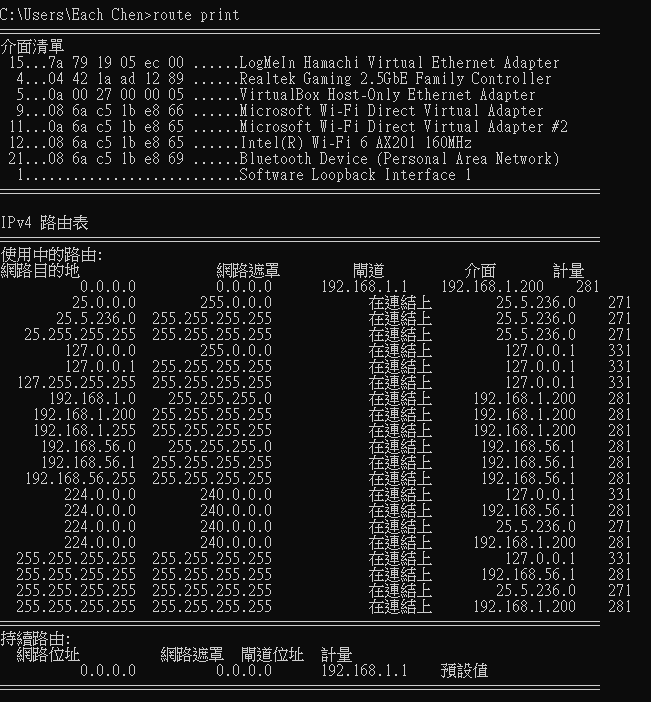 C:\Users\Each Chen>route print
===========================================================================
介面清單
 15...7a 79 19 05 ec 00 ......LogMeIn Hamachi Virtual Ethernet Adapter
  4...04 42 1a ad 12 89 ......Realtek Gaming 2.5GbE Family Controller
  5...0a 00 27 00 00 05 ......VirtualBox Host-Only Ethernet Adapter
  9...08 6a c5 1b e8 66 ......Microsoft Wi-Fi Direct Virtual Adapter
 11...0a 6a c5 1b e8 65 ......Microsoft Wi-Fi Direct Virtual Adapter #2
 12...08 6a c5 1b e8 65 ......Intel(R) Wi-Fi 6 AX201 160MHz
 21...08 6a c5 1b e8 69 ......Bluetooth Device (Personal Area Network)
  1...........................Software Loopback Interface 1
===========================================================================
IPv4 路由表
===========================================================================
使用中的路由:
網路目的地 網路遮罩 閘道 介面 計量
0.0.0.0 0.0.0.0 192.168.1.1 192.168.1.200 281
25.0.0.0 255.0.0.0 在連結上 25.5.236.0 271
25.5.236.0 255.255.255.255 在連結上 25.5.236.0 271
25.255.255.255 255.255.255.255 在連結上 25.5.236.0 271
127.0.0.0 255.0.0.0 在連結上 127.0.0.1 331
127.0.0.1 255.255.255.255 在連結上 127.0.0.1 331
127.255.255.255 255.255.255.255 在連結上 127.0.0.1 331
192.168.1.0 255.255.255.0 在連結上 192.168.1.200 281
192.168.1.200 255.255.255.255 在連結上 192.168.1.200 281
192.168.1.255 255.255.255.255 在連結上 192.168.1.200 281
192.168.56.0 255.255.255.0 在連結上 192.168.56.1 281
192.168.56.1 255.255.255.255 在連結上 192.168.56.1 281
192.168.56.255 255.255.255.255 在連結上 192.168.56.1 281
224.0.0.0 240.0.0.0 在連結上 127.0.0.1 331
224.0.0.0 240.0.0.0 在連結上 192.168.56.1 281
224.0.0.0 240.0.0.0 在連結上 25.5.236.0 271
224.0.0.0 240.0.0.0 在連結上 192.168.1.200 281
255.255.255.255 255.255.255.255 在連結上 127.0.0.1 331
255.255.255.255 255.255.255.255 在連結上 192.168.56.1 281
255.255.255.255 255.255.255.255 在連結上 25.5.236.0 271
255.255.255.255 255.255.255.255 在連結上 192.168.1.200 281
===========================================================================
持續路由:
網路位址 網路遮罩 閘道位址 計量
0.0.0.0 0.0.0.0 192.168.1.1 預設值
===========================================================================